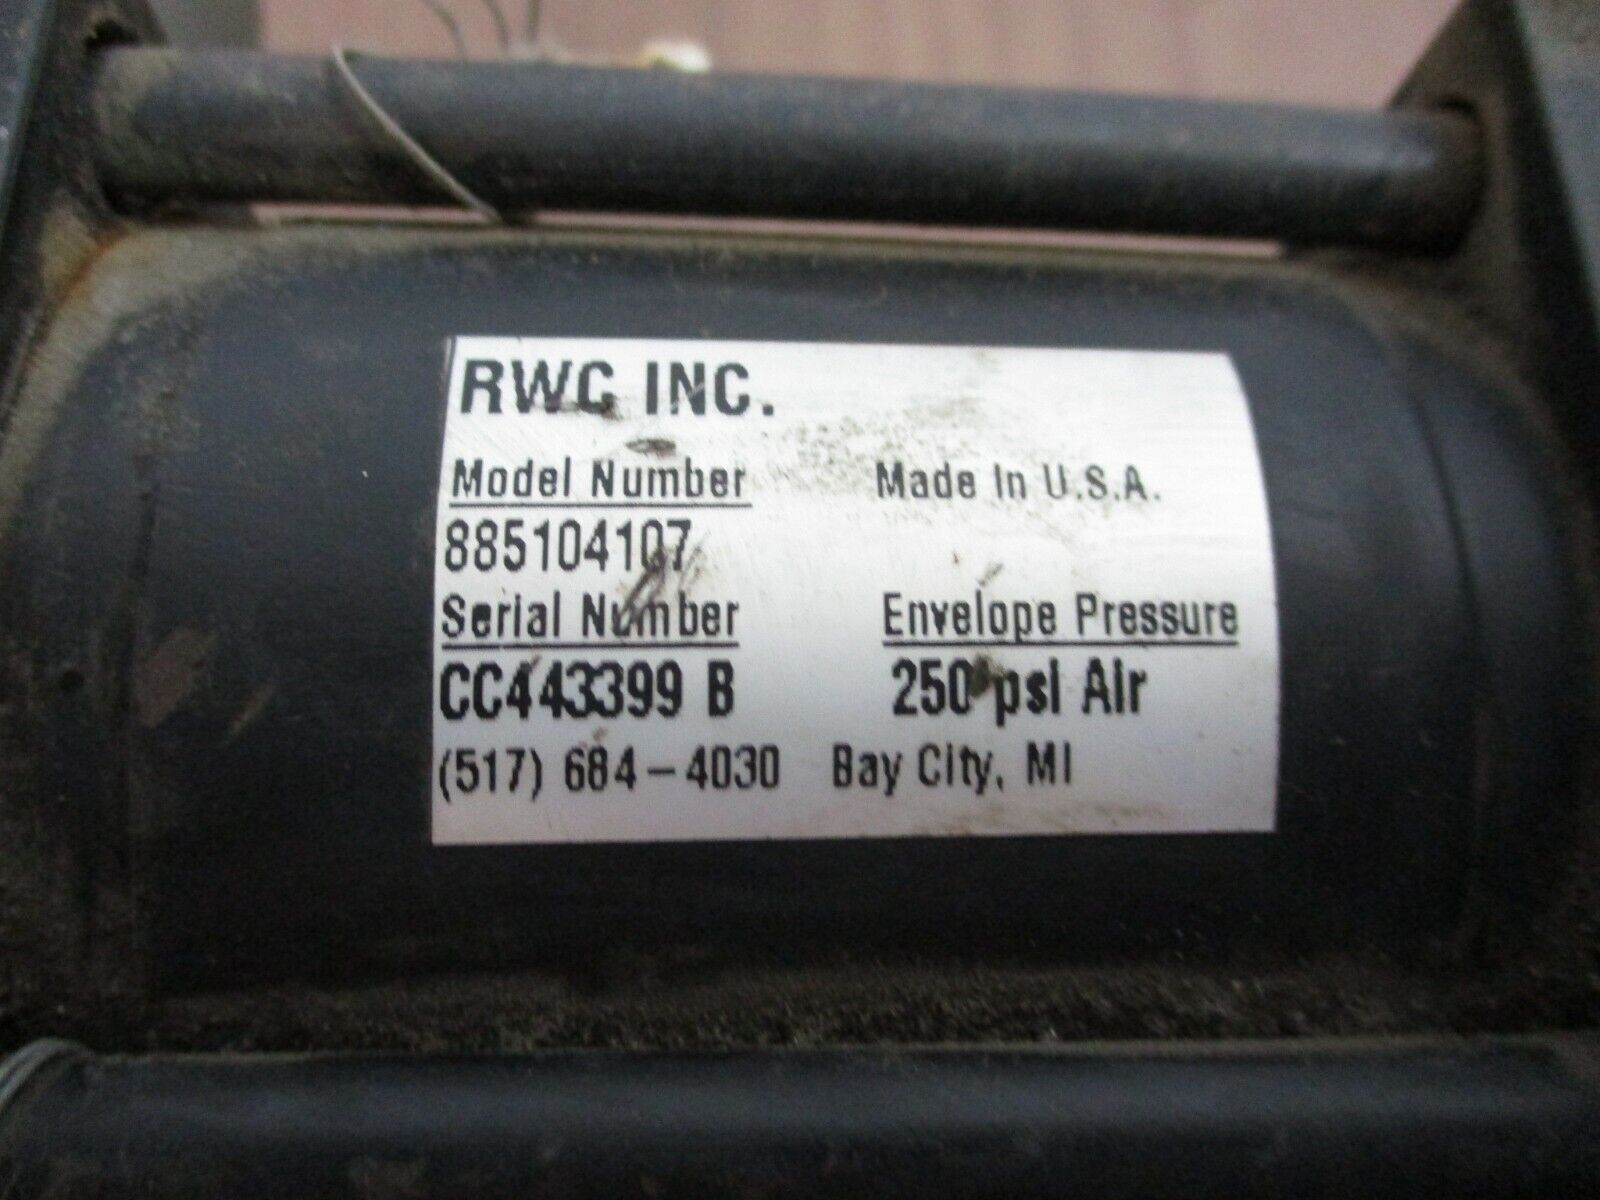 RWC INC.
Model Number Made In U.S.A.
885104107
Serial Number Envelope Pressure
CC443399 B 250 psi Air
(517) 684-4030 Bay City, MI